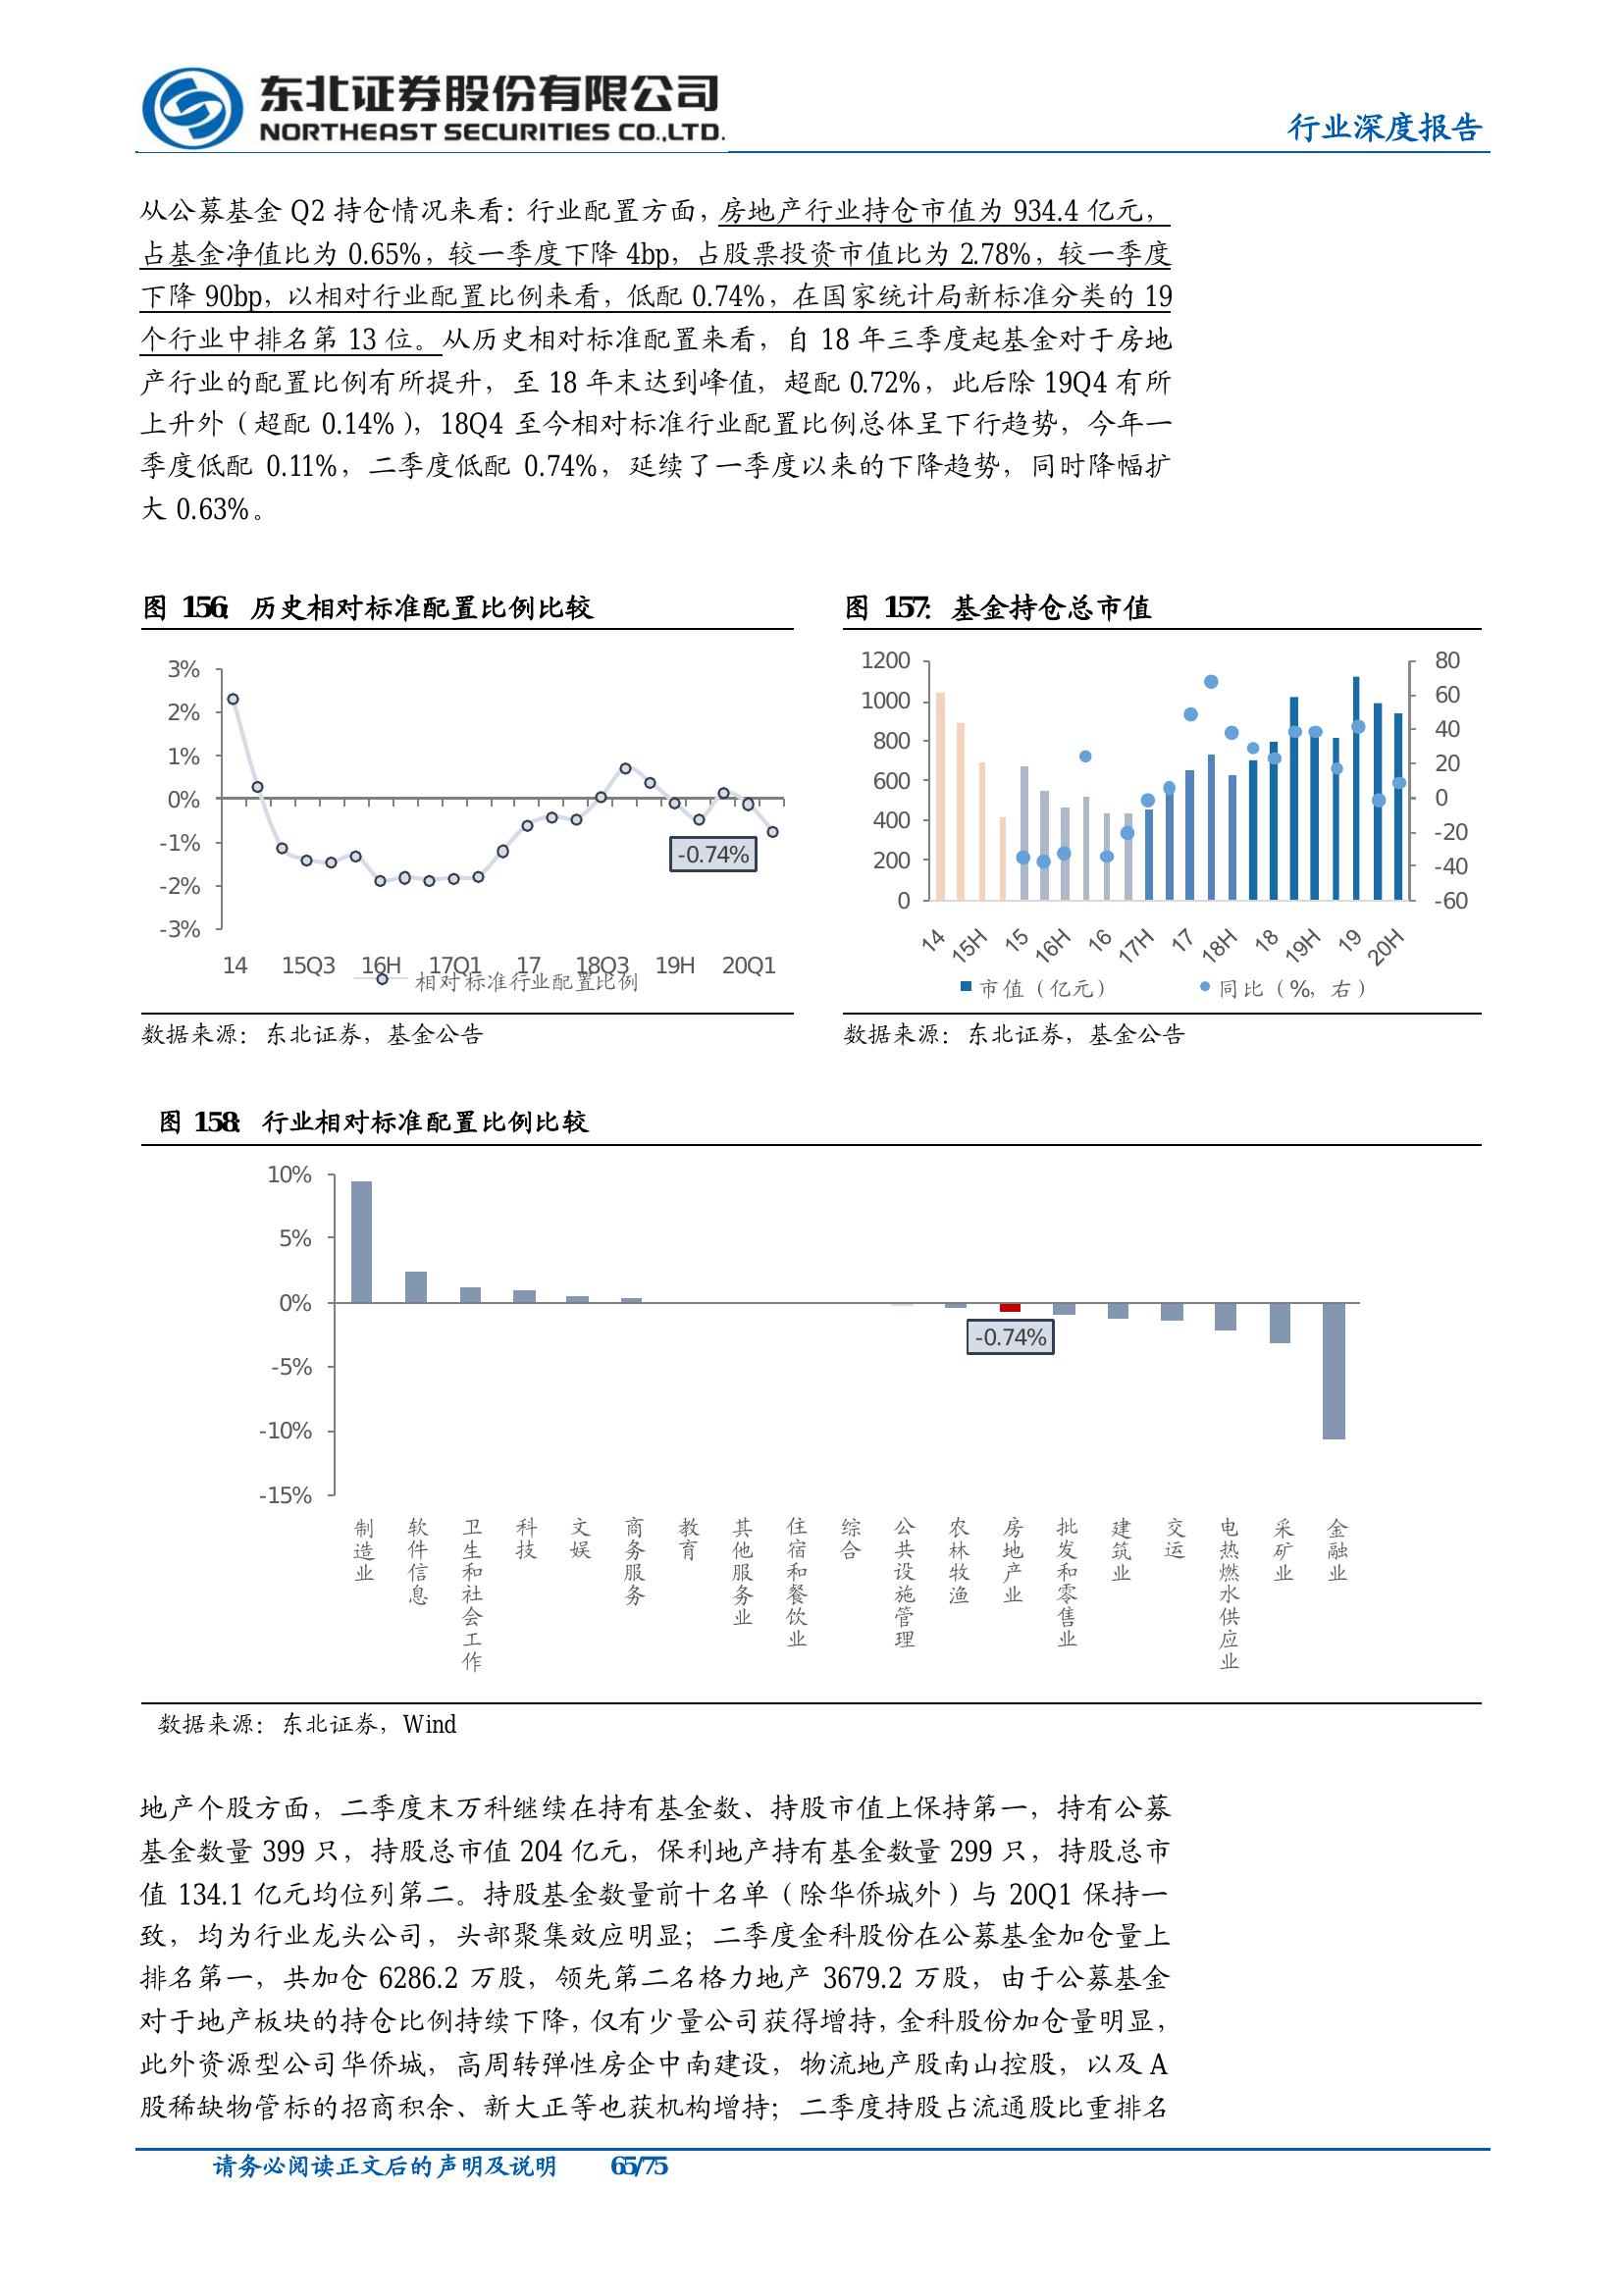 东北证券股份有限公司
NORTHEAST SECURITIES CO.,LTD.
行业深度报告
从公募基金 Q2 持仓情况来看：行业配置方面，房地产行业持仓市值为 934.4 亿元，
占基金净值比为 0.65%，较一季度下降 4bp，占股票投资市值比为 2.78%，较一季度
下降 90bp，以相对行业配置比例来看，低配 0.74%，在国家统计局新标准分类的 19
个行业中排名第 13 位。从历史相对标准配置来看，自 18 年三季度起基金对于房地
产行业的配置比例有所提升，至 18 年末达到峰值，超配 0.72%，此后除 19Q4 有所
上升外（超配 0.14%），18Q4 至今相对标准行业配置比例总体呈下行趋势，今年一
季度低配 0.11%，二季度低配 0.74%，延续了一季度以来的下降趋势，同时降幅扩
大 0.63%。
图 156： 历史相对标准配置比例比较
3%
2%
1%
0%
-1%
-2%
-3%
-0.74%
14 15Q3 16H 17Q1 17 18Q3 19H 20Q1
相对标准行业配置比例
数据来源：东北证券，基金公告
图 157： 基金持仓总市值
1200
1000
800
600
400
200
0
80
60
40
20
0
-20
-40
-60
14 15H 15 16H 16 17H 17 18H 18 19H 19 20H
市值（亿元） 同比（%，右）
数据来源：东北证券，基金公告
图 158： 行业相对标准配置比例比较
10%
5%
0%
-5%
-10%
-15%
-0.74%
制造业
软件信息
卫生和社会工作
科技
文娱
商务服务
教育
其他服务业
住宿和餐饮业
综合
公共设施管理
农林牧渔
房地产业
批发和零售业
建筑业
交运
电热燃水供应业
采矿业
金融业
数据来源：东北证券，Wind
地产个股方面，二季度末万科继续在持有基金数、持股市值上保持第一，持有公募
基金数量 399 只，持股总市值 204 亿元，保利地产持有基金数量 299 只，持股总市
值 134.1 亿元均位列第二。持股基金数量前十名单（除华侨城外）与 20Q1 保持一
致，均为行业龙头公司，头部聚集效应明显；二季度金科股份在公募基金加仓量上
排名第一，共加仓 6286.2 万股，领先第二名格力地产 3679.2 万股，由于公募基金
对于地产板块的持仓比例持续下降，仅有少量公司获得增持，金科股份加仓量明显，
此外资源型公司华侨城，高周转弹性房企中南建设，物流地产股南山控股，以及 A
股稀缺物管标的招商积余、新大正等也获机构增持；二季度持股占流通股比重排名
请务必阅读正文后的声明及说明 65/75